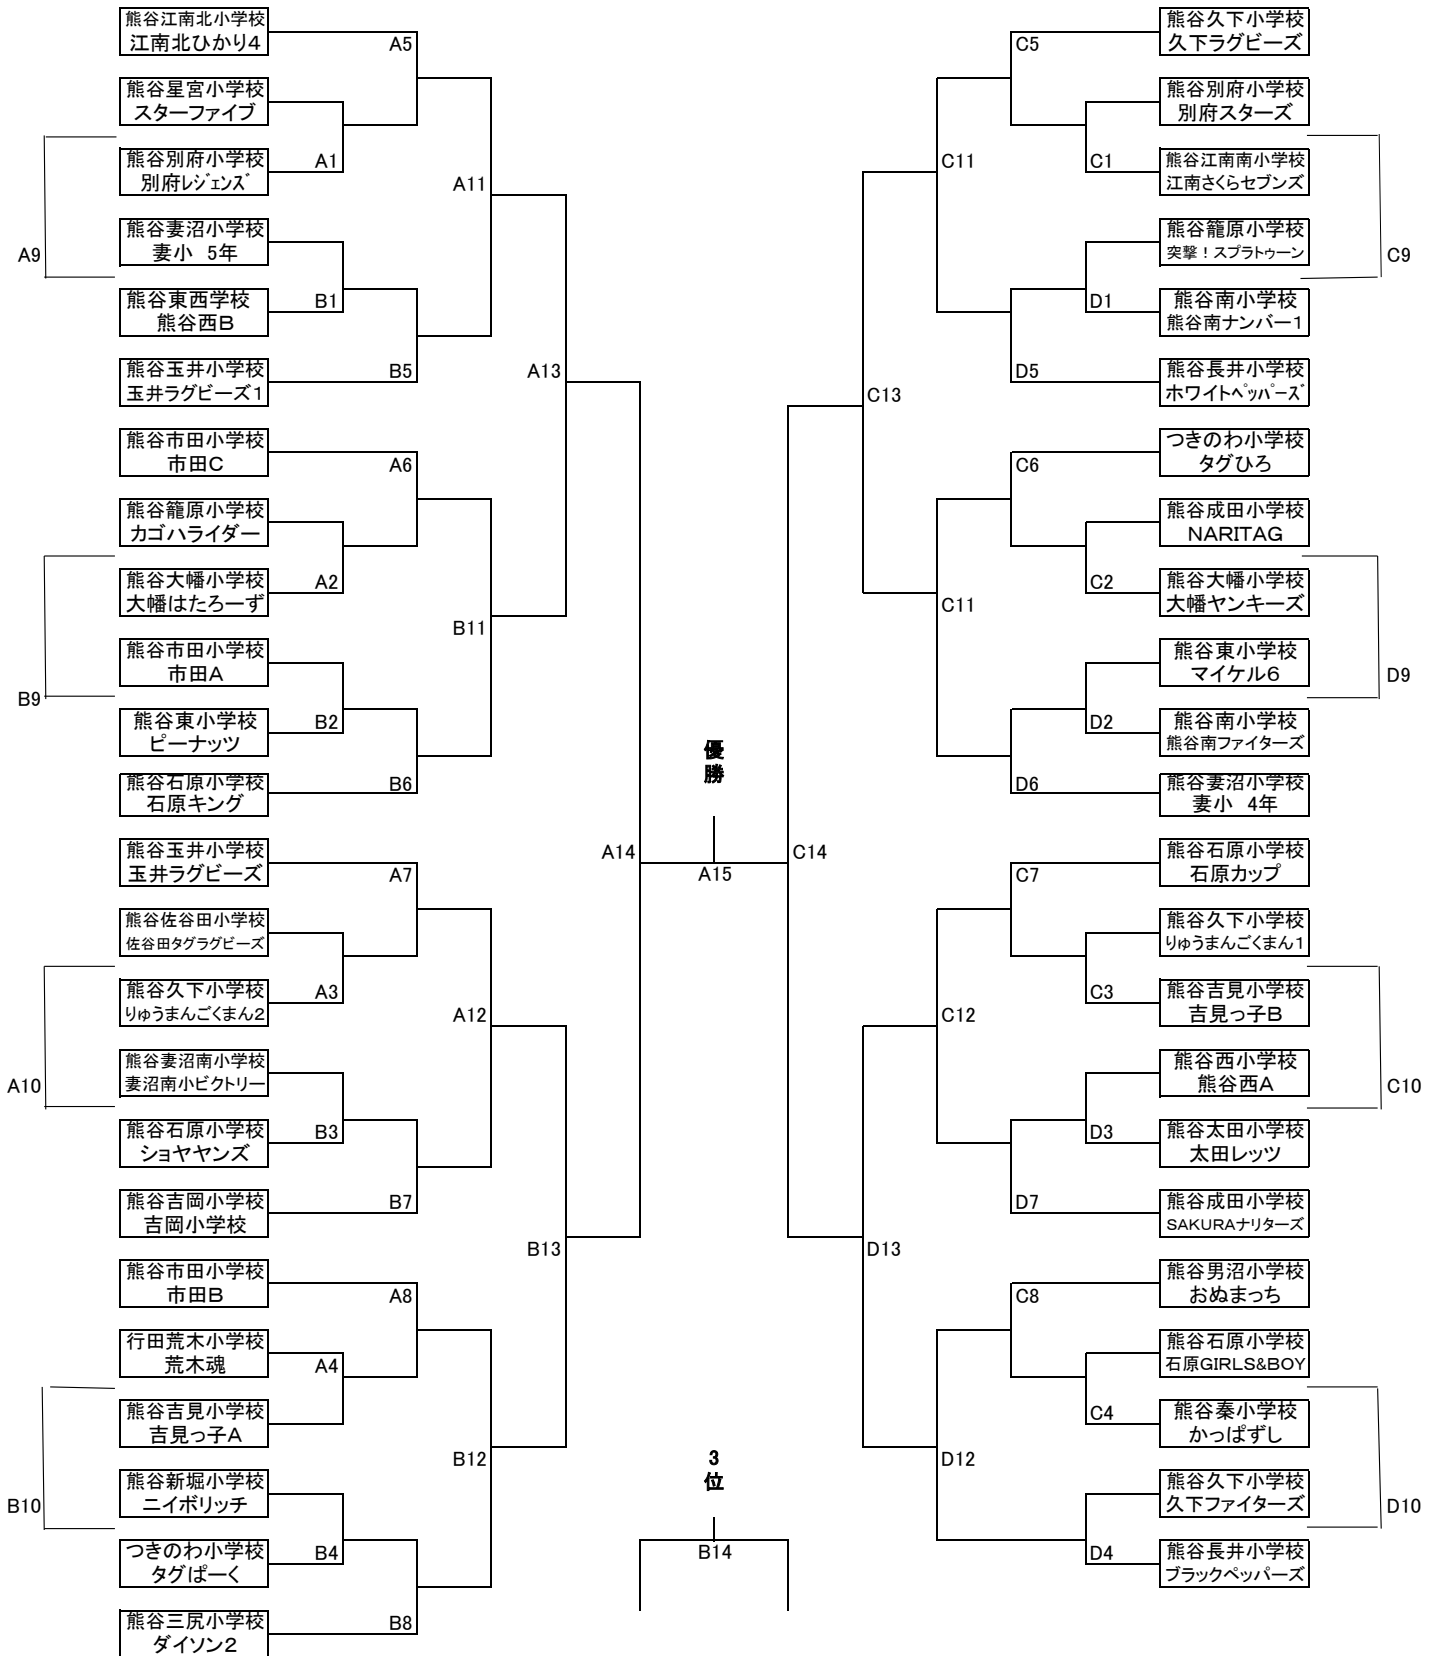 熊谷江南北小学校
江南北ひかり4
A5
熊谷星宮小学校
スターファイブ
熊谷別府小学校
別府レジェンズ
A1
A11
熊谷妻沼小学校
妻小 5年
A9
熊谷東西学校
熊谷西B
B1
熊谷玉井小学校
玉井ラグビーズ1
B5
A13
熊谷市田小学校
市田C
A6
熊谷籠原小学校
カゴハライダー
熊谷大幡小学校
大幡はたろーず
A2
B11
熊谷市田小学校
市田A
B9
熊谷東小学校
ピーナッツ
B2
熊谷石原小学校
石原キング
B6
熊谷玉井小学校
玉井ラグビーズ
A7
A14
熊谷佐谷田小学校
佐谷田タグラグビーズ
熊谷久下小学校
りゅうまんごくまん2
A3
A12
熊谷妻沼南小学校
妻沼南小ビクトリー
A10
熊谷石原小学校
ショヤヤンズ
B3
熊谷吉岡小学校
吉岡小学校
B7
B13
熊谷市田小学校
市田B
A8
行田荒木小学校
荒木魂
A4
熊谷吉見小学校
吉見っ子A
B12
熊谷新堀小学校
ニイボリッチ
B10
つきのわ小学校
タグぱーく
B4
熊谷三尻小学校
ダイソン2
B8
優勝
A15
3位
B14
熊谷久下小学校
久下ラグビーズ
C5
熊谷別府小学校
別府スターズ
熊谷江南南小学校
江南さくらセブンズ
C1
C11
熊谷籠原小学校
突撃！スプラトゥーン
C9
熊谷南小学校
熊谷南ナンバー1
D1
熊谷長井小学校
ホワイトペッパーズ
D5
C13
つきのわ小学校
タグひろ
C6
熊谷成田小学校
NARITAG
熊谷大幡小学校
大幡ヤンキーズ
C2
C11
熊谷東小学校
マイケル6
D9
熊谷南小学校
熊谷南ファイターズ
D2
熊谷妻沼小学校
妻小 4年
D6
C14
熊谷石原小学校
石原カップ
C7
熊谷久下小学校
りゅうまんごくまん1
熊谷吉見小学校
吉見っ子B
C3
C12
熊谷西小学校
熊谷西A
C10
熊谷太田小学校
太田レッツ
D3
熊谷成田小学校
SAKURAナリターズ
D7
D13
熊谷男沼小学校
おぬまっち
C8
熊谷石原小学校
石原GIRLS&BOY
熊谷秦小学校
かっぱずし
C4
D12
熊谷久下小学校
久下ファイターズ
D10
熊谷長井小学校
ブラックペッパーズ
D4